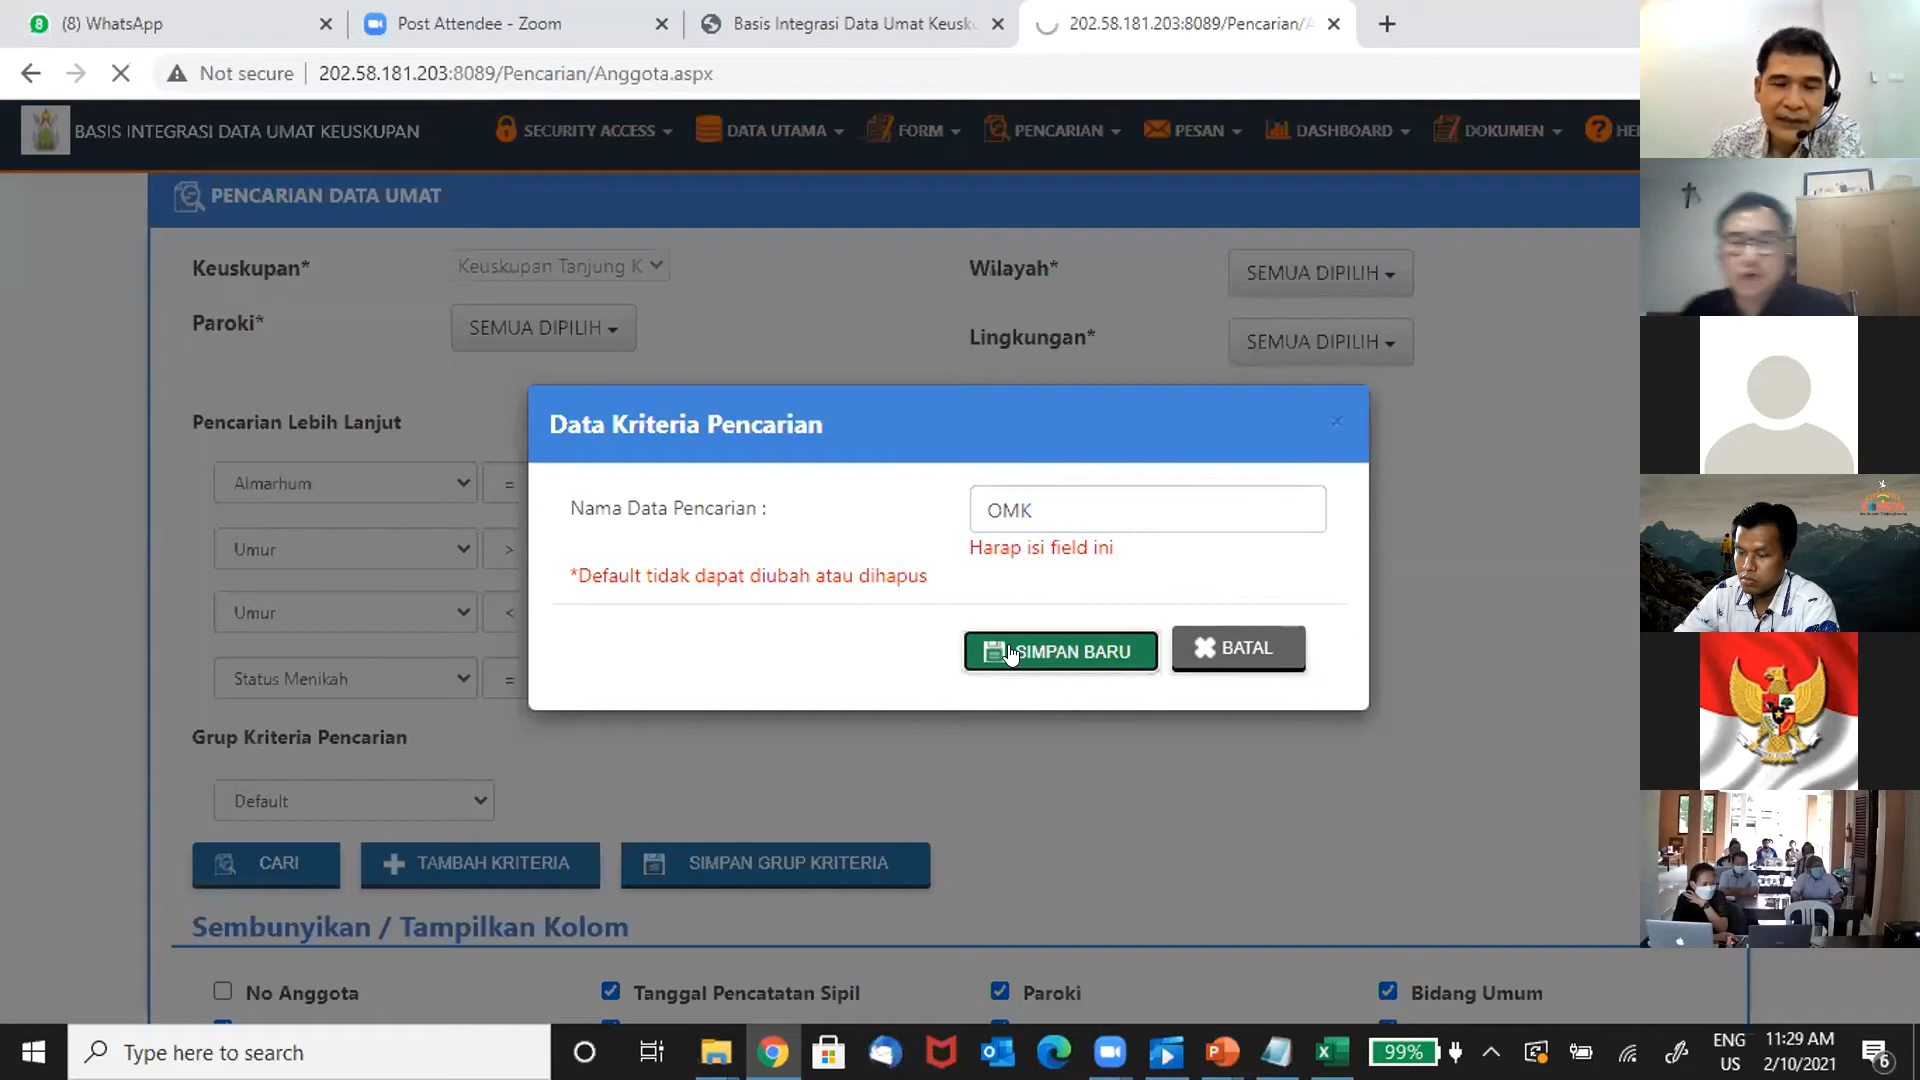 (8) WhatsApp
Post Attendee - Zoom
Basis Integrasi Data Umat Keusk
202.58.181.203:8089/Pencarian/A
Not secure
202.58.181.203:8089/Pencarian/Anggota.aspx
BASIS INTEGRASI DATA UMAT KEUSKUPAN
SECURITY ACCESS
DATA UTAMA
FORM
PENCARIAN
PESAN
DASHBOARD
DOKUMEN
HE
PENCARIAN DATA UMAT
Keuskupan*
Keuskupan Tanjung K
Wilayah*
SEMUA DIPILIH
Paroki*
SEMUA DIPILIH
Lingkungan*
SEMUA DIPILIH
Pencarian Lebih Lanjut
Almarhum
=
Umur
>
Umur
<
Status Menikah
=
Data Kriteria Pencarian
×
Nama Data Pencarian :
OMK
Harap isi field ini
*Default tidak dapat diubah atau dihapus
SIMPAN BARU
BATAL
Grup Kriteria Pencarian
Default
CARI
TAMBAH KRITERIA
SIMPAN GRUP KRITERIA
Sembunyikan / Tampilkan Kolom
No Anggota
Tanggal Pencatatan Sipil
Paroki
Bidang Umum
Type here to search
99%
ENG
US
11:29 AM
2/10/2021
6